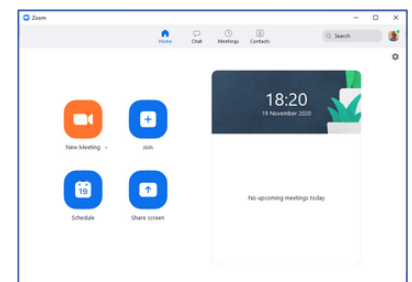 Zoom
Home Chat Meetings Contacts
Search
18:20
19 November 2020
New Meeting
Join
19
Schedule
Share screen
No upcoming meetings today